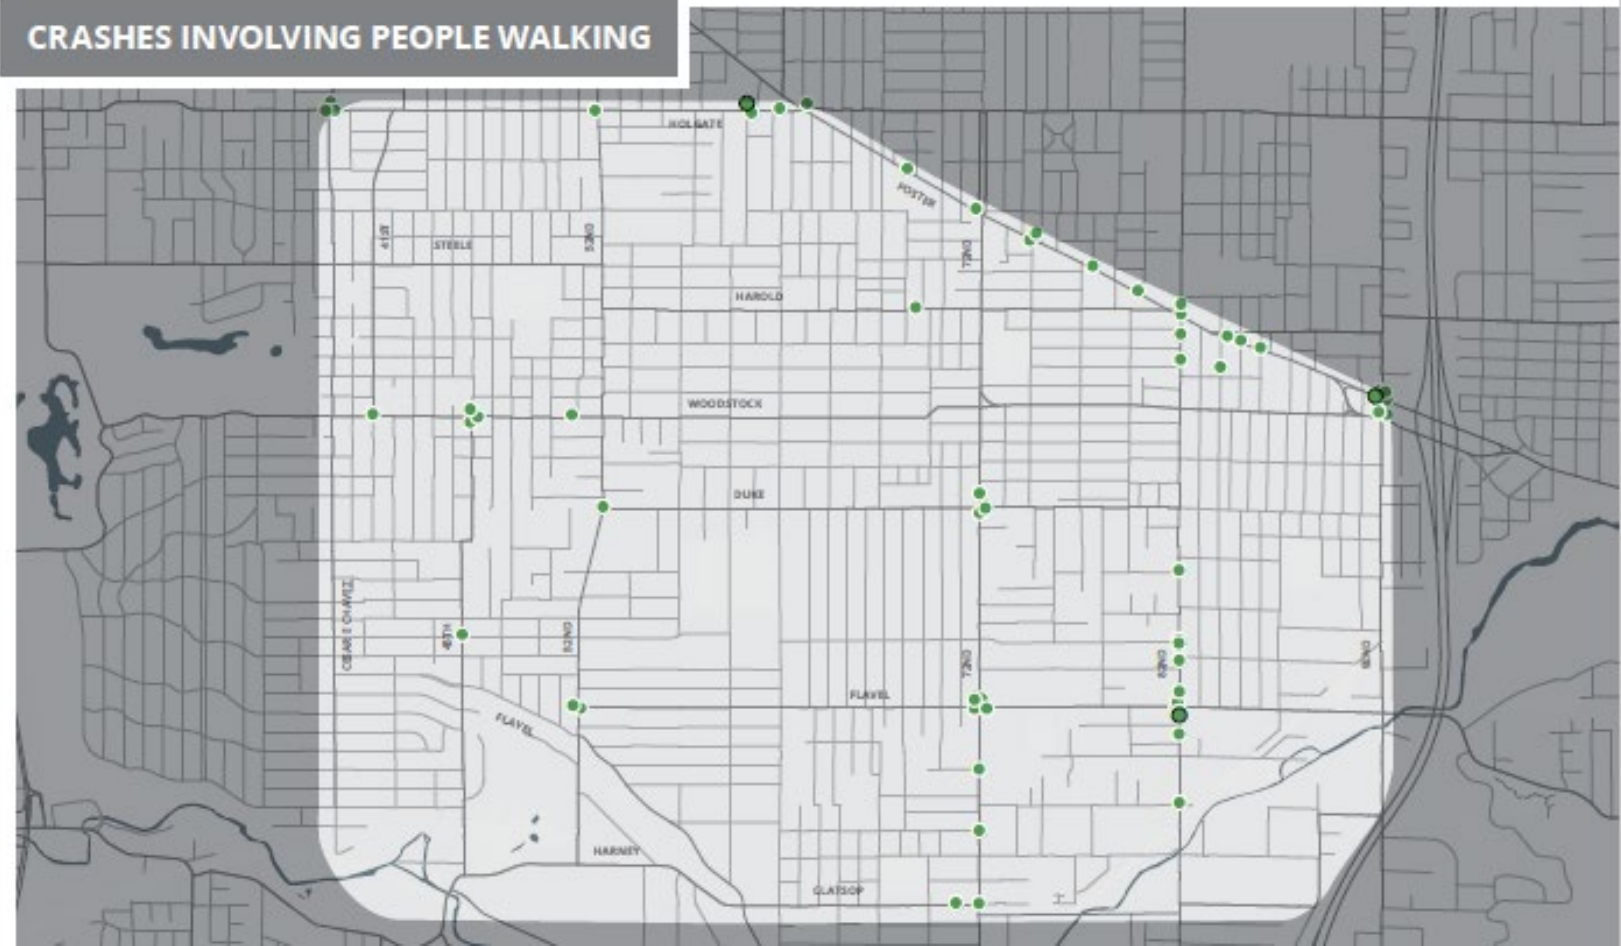 CRASHES INVOLVING PEOPLE WALKING
HOLGATE
FOSTER
41ST
STEELE
52ND
72ND
HAROLD
WOODSTOCK
DUKE
CESAR E CHAVEZ
45TH
52ND
72ND
82ND
92ND
FLAVEL
FLAVEL
HARNEY
CLATSOP